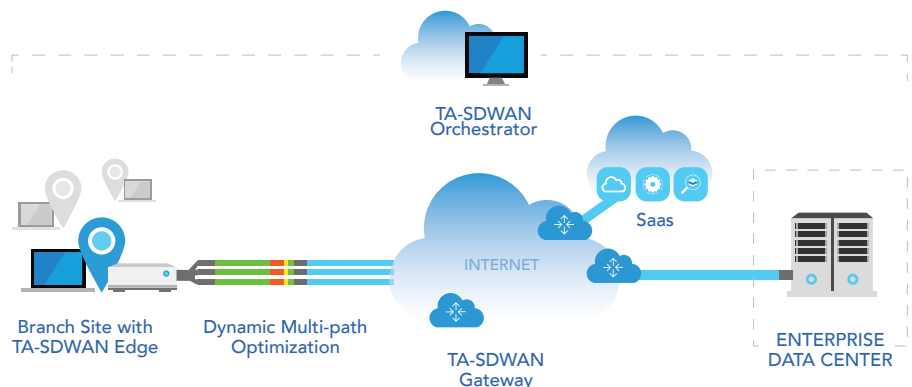 TA-SDWAN
Orchestrator
Saas
INTERNET
Branch Site with
TA-SDWAN Edge
Dynamic Multi-path
Optimization
TA-SDWAN
Gateway
ENTERPRISE
DATA CENTER